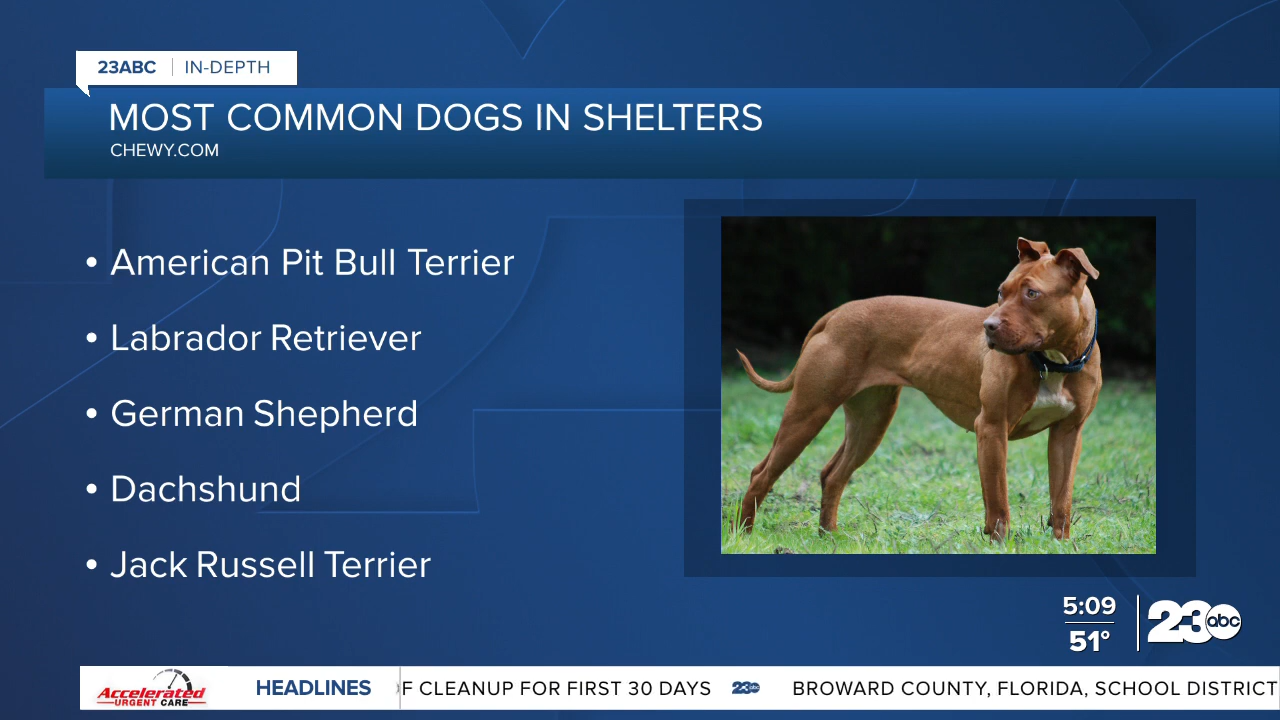 23ABC | IN-DEPTH
MOST COMMON DOGS IN SHELTERS
CHEWY.COM
• American Pit Bull Terrier
• Labrador Retriever
• German Shepherd
• Dachshund
• Jack Russell Terrier
5:09
51°
23 abc
Accelerated
URGENT CARE
HEADLINES
F CLEANUP FOR FIRST 30 DAYS 23abc BROWARD COUNTY, FLORIDA, SCHOOL DISTRICT